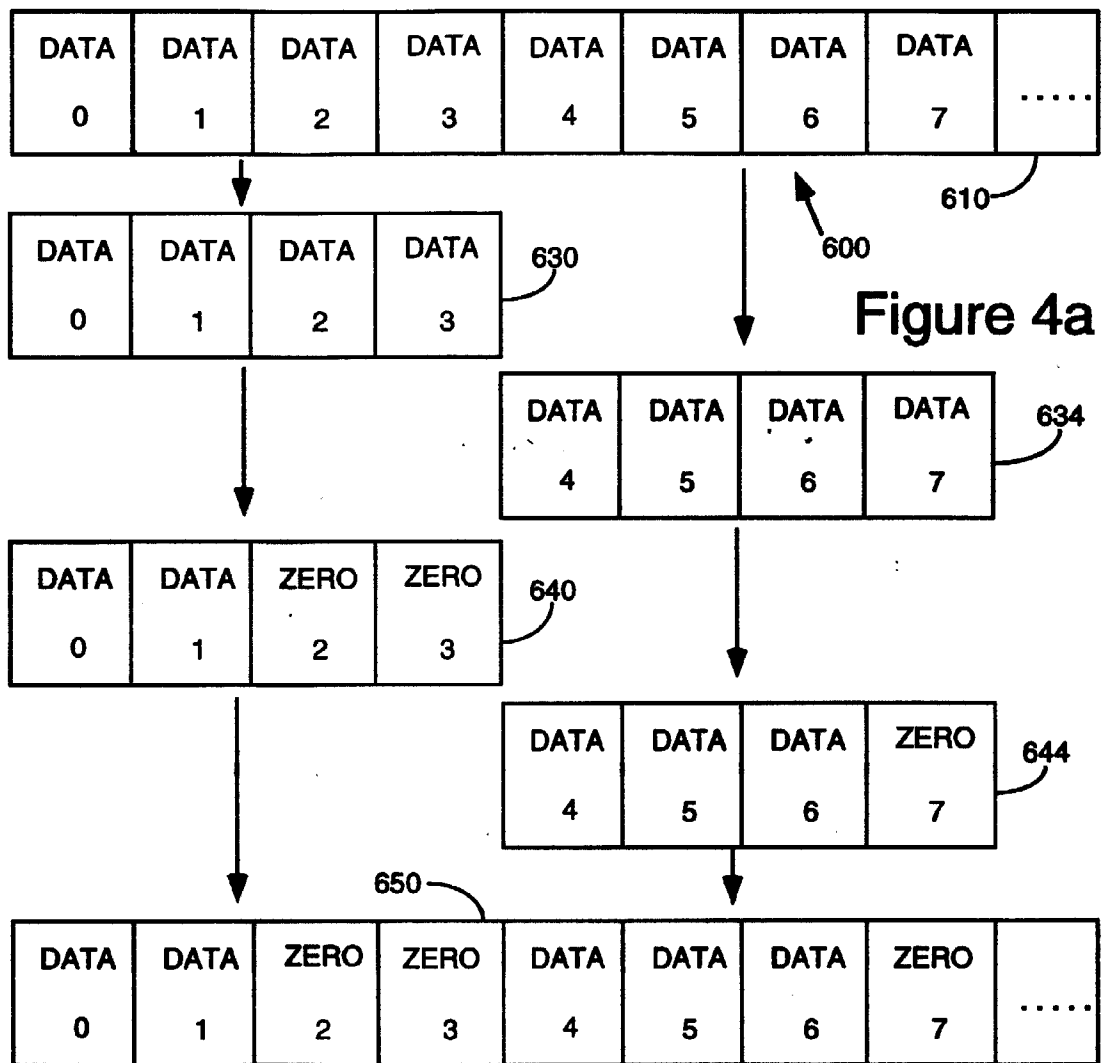 DATA DATA DATA DATA DATA DATA DATA DATA
0 1 2 3 4 5 6 7 .....
610
600
DATA DATA DATA DATA 630
0 1 2 3
Figure 4a
DATA DATA DATA DATA 634
4 5 6 7
DATA DATA ZERO ZERO 640
0 1 2 3
DATA DATA DATA ZERO 644
4 5 6 7
650
DATA DATA ZERO ZERO DATA DATA DATA ZERO
0 1 2 3 4 5 6 7 .....